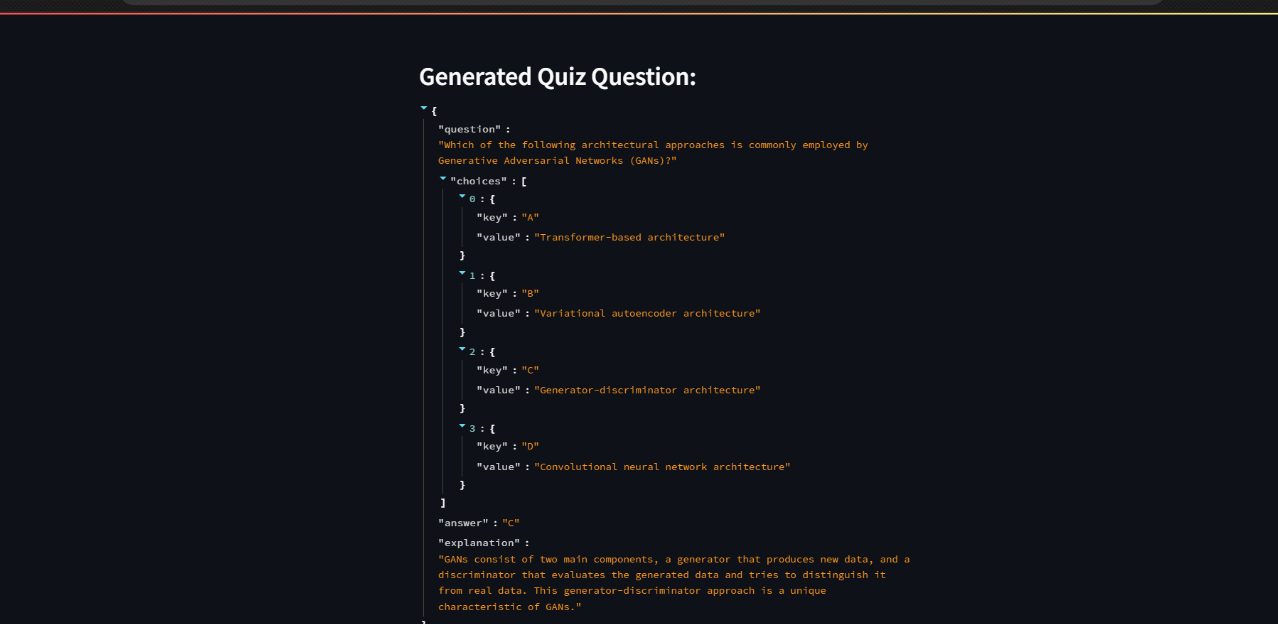 Generated Quiz Question:
{
"question" :
"Which of the following architectural approaches is commonly employed by
Generative Adversarial Networks (GANs)?"
"choices" : [
0 : {
"key" : "A"
"value" : "Transformer-based architecture"
}
1 : {
"key" : "B"
"value" : "Variational autoencoder architecture"
}
2 : {
"key" : "C"
"value" : "Generator-discriminator architecture"
}
3 : {
"key" : "D"
"value" : "Convolutional neural network architecture"
}
]
"answer" : "C"
"explanation" :
"GANs consist of two main components, a generator that produces new data, and a
discriminator that evaluates the generated data and tries to distinguish it
from real data. This generator-discriminator approach is a unique
characteristic of GANs."
}